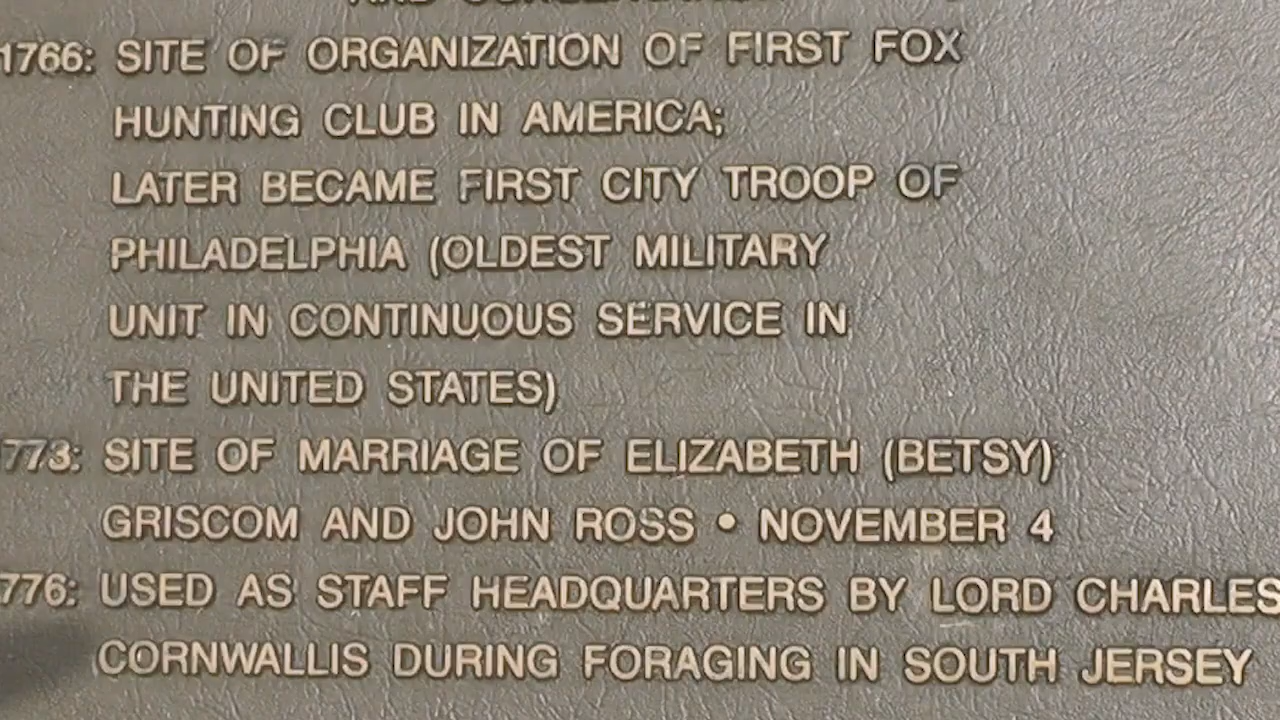 1766: SITE OF ORGANIZATION OF FIRST FOX
HUNTING CLUB IN AMERICA;
LATER BECAME FIRST CITY TROOP OF
PHILADELPHIA (OLDEST MILITARY
UNIT IN CONTINUOUS SERVICE IN
THE UNITED STATES)
773: SITE OF MARRIAGE OF ELIZABETH (BETSY)
GRISCOM AND JOHN ROSS • NOVEMBER 4
776: USED AS STAFF HEADQUARTERS BY LORD CHARLES
CORNWALLIS DURING FORAGING IN SOUTH JERSEY